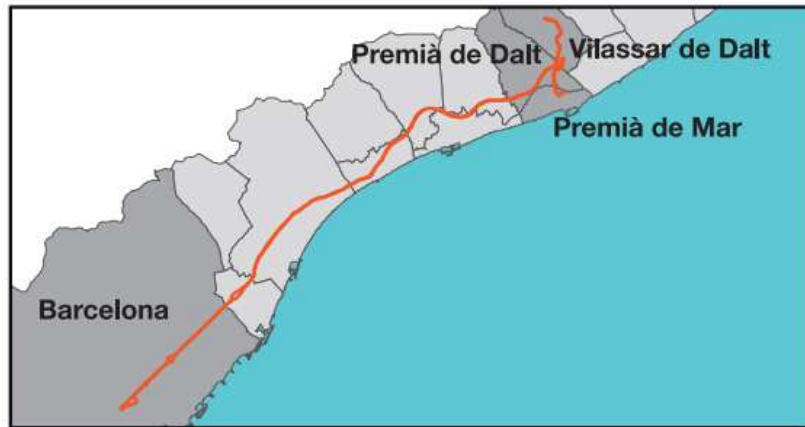 Premià de Dalt
Vilassar de Dalt
Premià de Mar
Barcelona